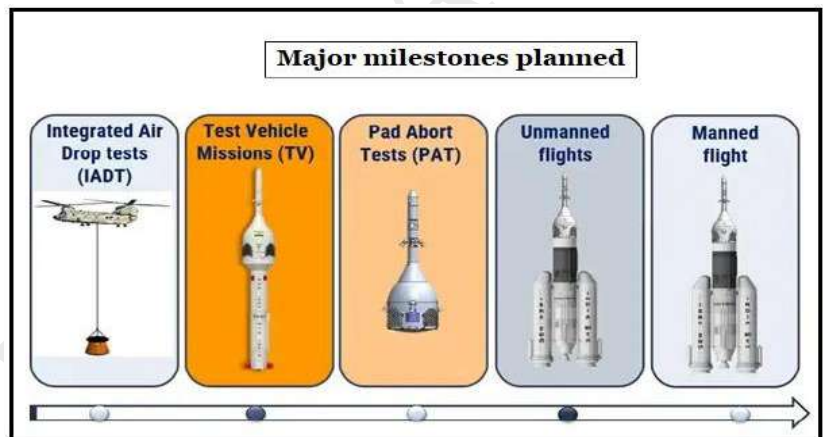 Major milestones planned
Integrated Air
Drop tests
(IADT)
Test Vehicle
Missions (TV)
Pad Abort
Tests (PAT)
Unmanned
flights
Manned
flight